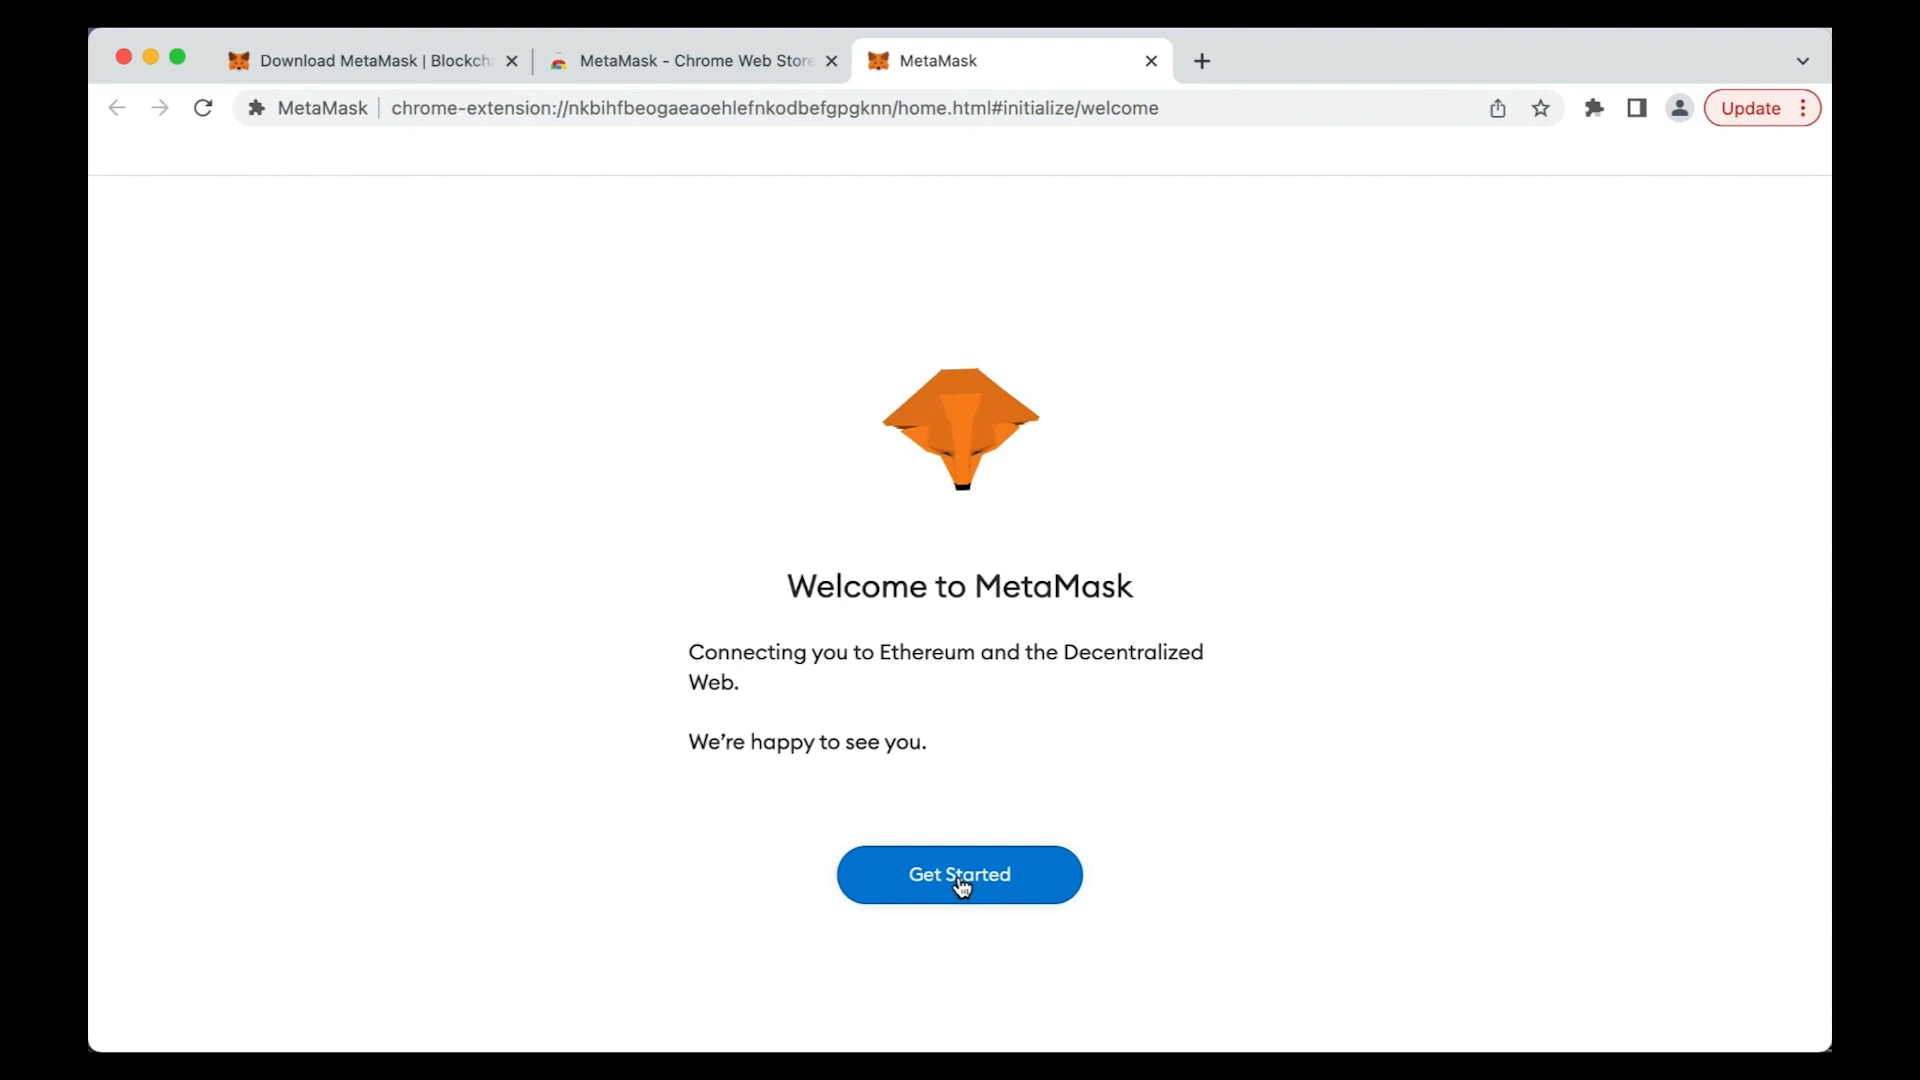 Download MetaMask | Blockch
MetaMask - Chrome Web Store
MetaMask
MetaMask
chrome-extension://nkbihfbeogaeaoehlefnkodbefgpgknn/home.html#initialize/welcome
Update
Welcome to MetaMask
Connecting you to Ethereum and the Decentralized
Web.
We’re happy to see you.
Get Started